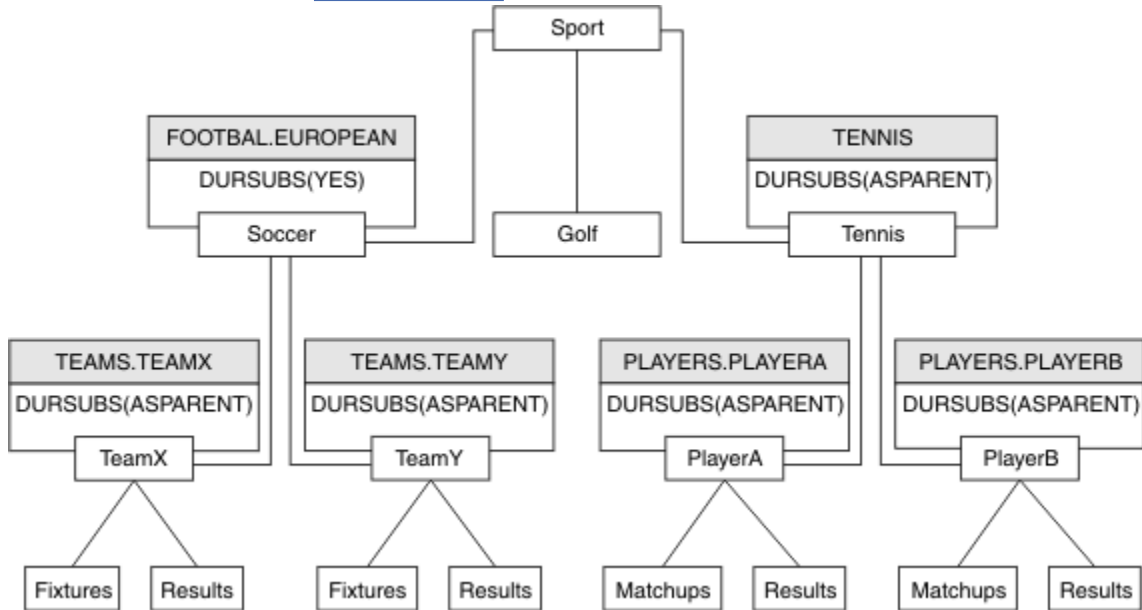 Sport
FOOTBAL.EUROPEAN
DURSUBS(YES)
Soccer
Golf
TENNIS
DURSUBS(ASPARENT)
Tennis
TEAMS.TEAMX
DURSUBS(ASPARENT)
TeamX
TEAMS.TEAMY
DURSUBS(ASPARENT)
TeamY
PLAYERS.PLAYERA
DURSUBS(ASPARENT)
PlayerA
PLAYERS.PLAYERB
DURSUBS(ASPARENT)
PlayerB
Fixtures
Results
Fixtures
Results
Matchups
Results
Matchups
Results